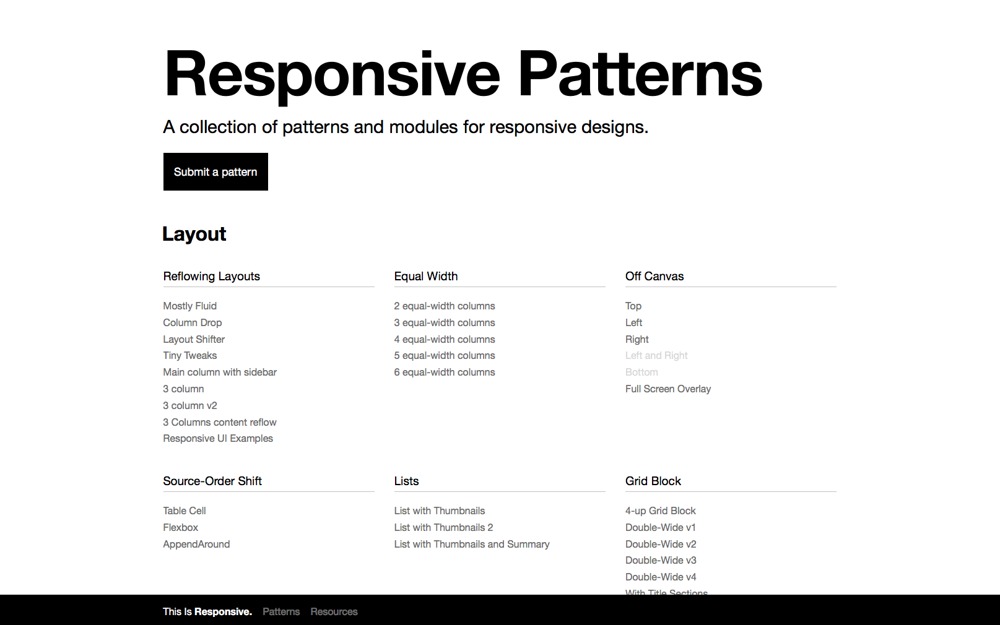 Responsive Patterns
A collection of patterns and modules for responsive designs.
Submit a pattern
Layout
Reflowing Layouts
Mostly Fluid
Column Drop
Layout Shifter
Tiny Tweaks
Main column with sidebar
3 column
3 column v2
3 Columns content reflow
Responsive UI Examples
Equal Width
2 equal-width columns
3 equal-width columns
4 equal-width columns
5 equal-width columns
6 equal-width columns
Off Canvas
Top
Left
Right
Left and Right
Bottom
Full Screen Overlay
Source-Order Shift
Table Cell
Flexbox
AppendAround
Lists
List with Thumbnails
List with Thumbnails 2
List with Thumbnails and Summary
Grid Block
4-up Grid Block
Double-Wide v1
Double-Wide v2
Double-Wide v3
Double-Wide v4
With Title Sections
This Is Responsive. Patterns Resources